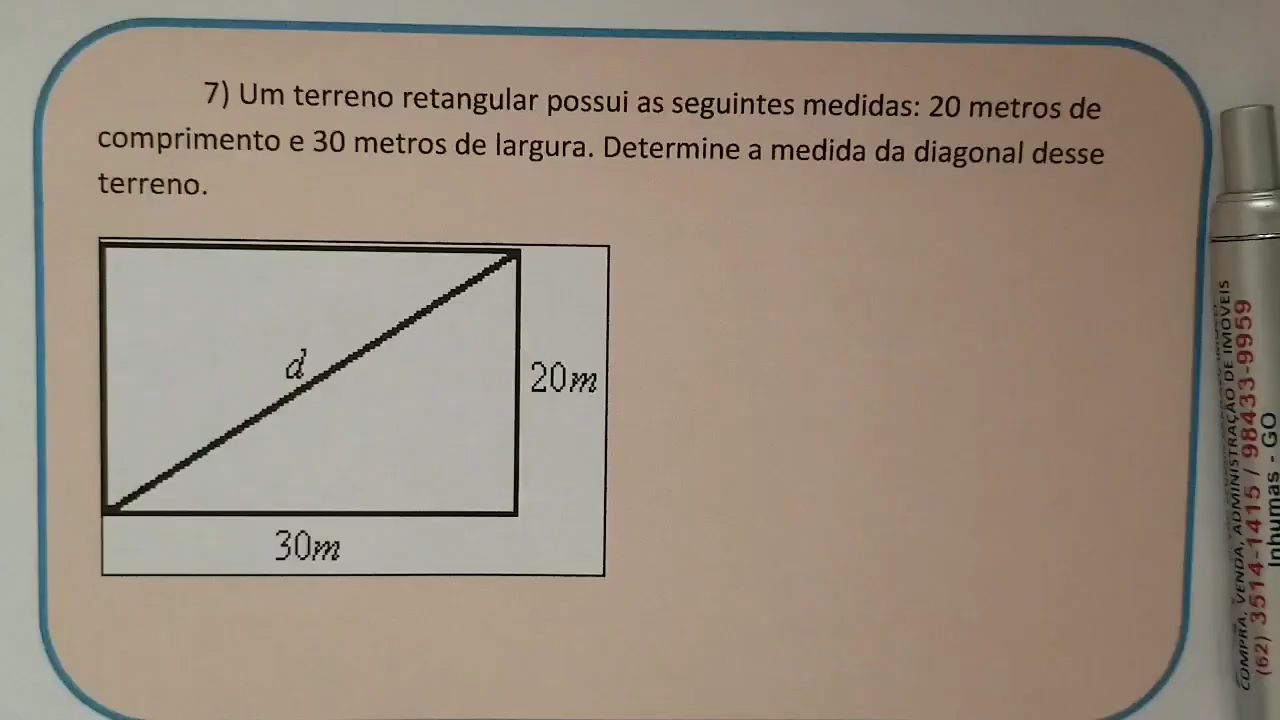 7) Um terreno retangular possui as seguintes medidas: 20 metros de
comprimento e 30 metros de largura. Determine a medida da diagonal desse
terreno.
d
20m
30m
COMPRA, VENDA, ADMINISTRAÇÃO DE IMÓVEIS
(62) 3514-1415 / 98433-9959
Inhumas - GO